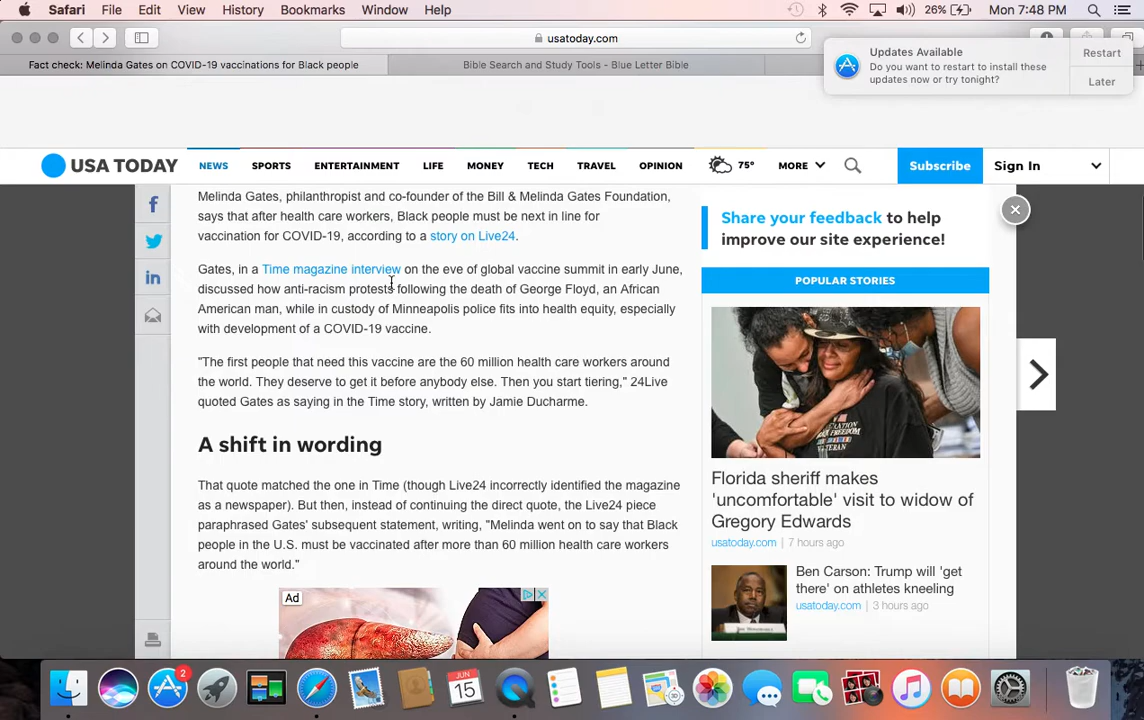 Safari File Edit View History Bookmarks Window Help 26% Mon 7:48 PM
usatoday.com
Fact check: Melinda Gates on COVID-19 vaccinations for Black people
Bible Search and Study Tools - Blue Letter Bible
Updates Available
Do you want to restart to install these
updates now or try tonight?
Restart
Later
USA TODAY NEWS SPORTS ENTERTAINMENT LIFE MONEY TECH TRAVEL OPINION 75° MORE Subscribe Sign In
Melinda Gates, philanthropist and co-founder of the Bill & Melinda Gates Foundation,
says that after health care workers, Black people must be next in line for
vaccination for COVID-19, according to a story on Live24.
Gates, in a Time magazine interview on the eve of global vaccine summit in early June,
discussed how anti-racism protests following the death of George Floyd, an African
American man, while in custody of Minneapolis police fits into health equity, especially
with development of a COVID-19 vaccine.
"The first people that need this vaccine are the 60 million health care workers around
the world. They deserve to get it before anybody else. Then you start tiering," 24Live
quoted Gates as saying in the Time story, written by Jamie Ducharme.
A shift in wording
That quote matched the one in Time (though Live24 incorrectly identified the magazine
as a newspaper). But then, instead of continuing the direct quote, the Live24 piece
paraphrased Gates' subsequent statement, writing, "Melinda went on to say that Black
people in the U.S. must be vaccinated after more than 60 million health care workers
around the world."
Ad
Share your feedback to help
improve our site experience!
POPULAR STORIES
Florida sheriff makes
'uncomfortable' visit to widow of
Gregory Edwards
usatoday.com | 7 hours ago
Ben Carson: Trump will 'get
there' on athletes kneeling
usatoday.com | 3 hours ago
2
JUN
15